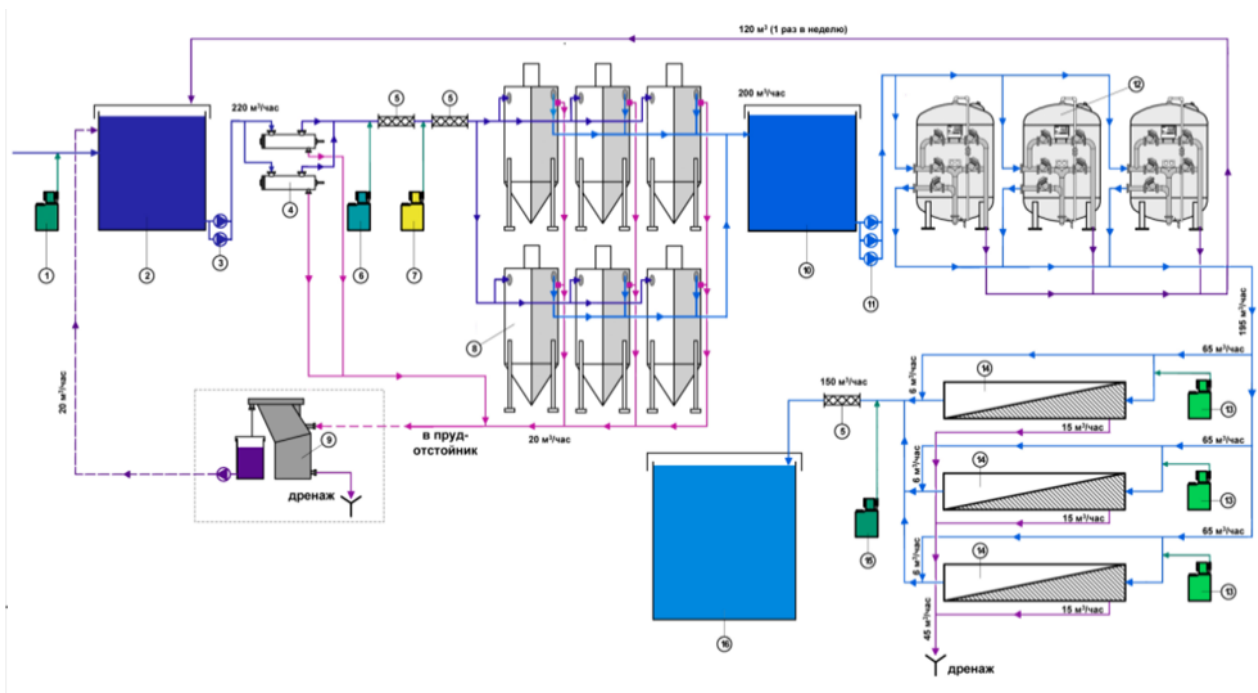 120 м³ (1 раз в неделю)
220 м³/час
5
5
200 м³/час
12
1
2
3
4
6
7
8
10
11
195 м³/час
20 м³/час
9
дренаж
в пруд-
отстойник
20 м³/час
150 м³/час
5
65 м³/час
6 м³/час
14
13
15 м³/час
65 м³/час
6 м³/час
14
13
15 м³/час
65 м³/час
6 м³/час
14
13
15 м³/час
15
16
45 м³/час
дренаж